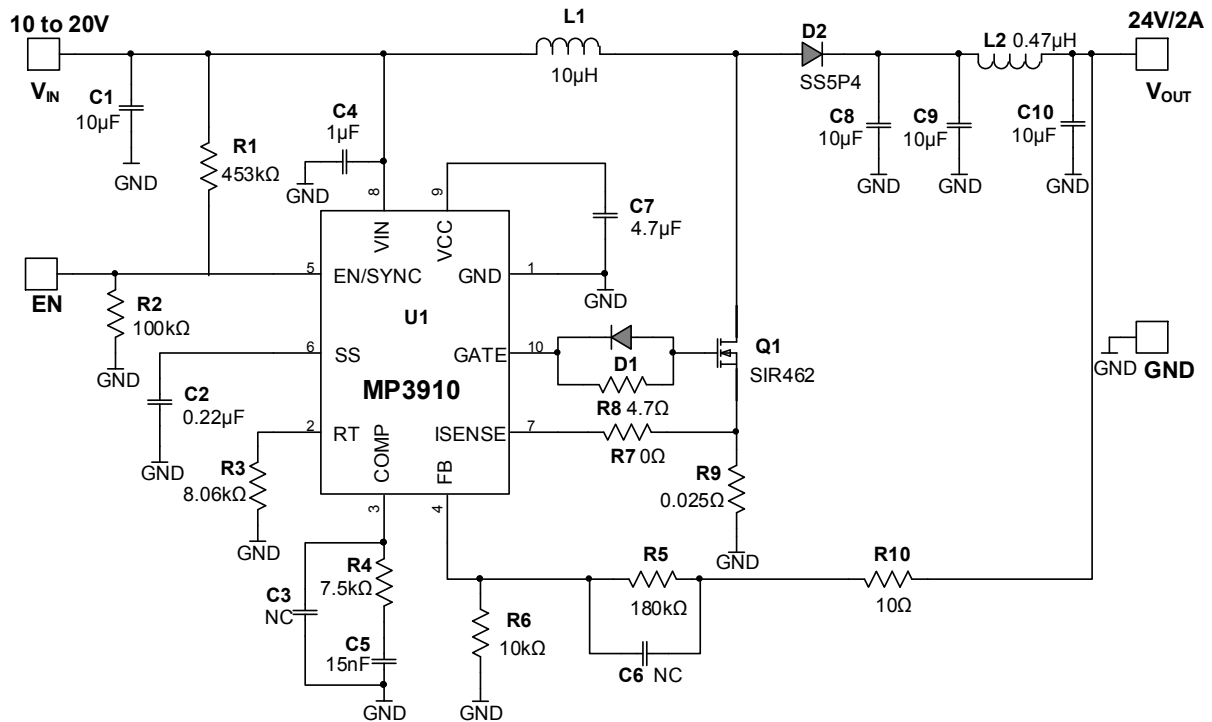 10 to 20V
L1
24V/2A
D2
L2 0.47µH
VIN
10µH
SS5P4
VOUT
C1
10µF
C4
1µF
C8
10µF
C9
10µF
C10
10µF
R1
453kΩ
GND
GND
GND
GND
GND
8
9
VIN
VCC
C7
4.7µF
EN
5
EN/SYNC
GND
1
GND
R2
100kΩ
U1
GND
6
SS
GATE
10
D1
Q1
SIR462
GND
GND
MP3910
R8 4.7Ω
C2
0.22µF
2
RT
COMP
ISENSE
7
R7 0Ω
FB
R9
0.025Ω
GND
R3
8.06kΩ
3
4
GND
GND
R4
7.5kΩ
R5
180kΩ
R10
10Ω
C3
NC
R6
10kΩ
C5
15nF
C6 NC
GND
GND